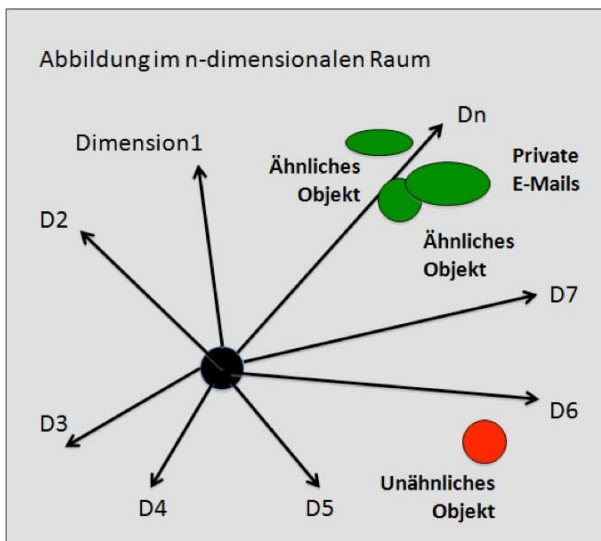 Abbildung im n-dimensionalen Raum
Dn
Dimension1
Ähnliches
Objekt
Private
E-Mails
D2
Ähnliches
Objekt
D7
D3
D6
Unähnliches
Objekt
D4
D5